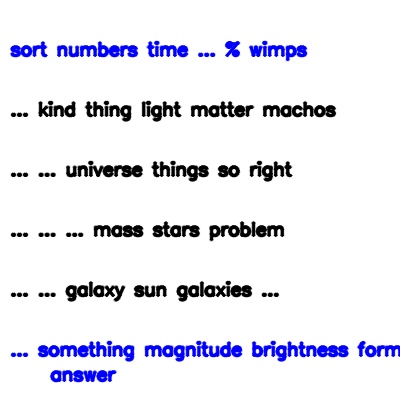 sort numbers time ... % wimps
... kind thing light matter machos
... ... universe things so right
... ... ... mass stars problem
... ... galaxy sun galaxies ...
... something magnitude brightness form
answer